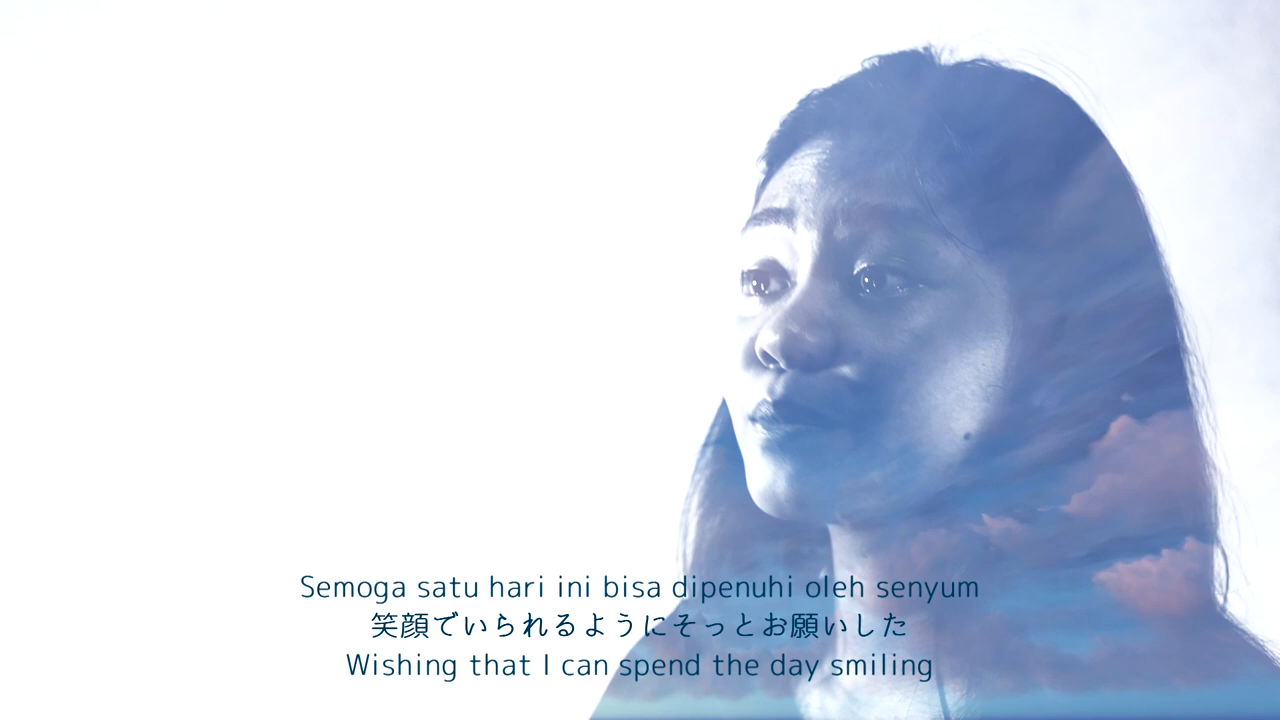 Semoga satu hari ini bisa dipenuhi oleh senyum
笑顔でいられるようにそっとお願いした
Wishing that I can spend the day smiling